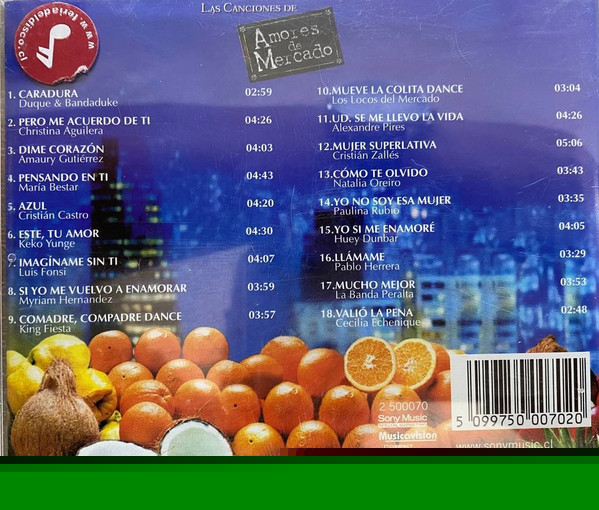 www.feriadeldisco.cl
LAS CANCIONES DE
Amores
de
Mercado
1. CARADURA 02:59
Duque & Bandaduke
2. PERO ME ACUERDO DE TI 04:26
Christina Aguilera
3. DIME CORAZÓN 04:03
Amaury Gutiérrez
4. PENSANDO EN TI 04:43
María Bestar
5. AZUL 04:20
Cristián Castro
6. ESTE, TU AMOR 04:30
Keko Yunge
7. IMAGÍNAME SIN TI 04:07
Luis Fonsi
8. SI YO ME VUELVO A ENAMORAR 03:59
Myriam Hernandez
9. COMADRE, COMPADRE DANCE 03:57
King Fiesta
10.MUEVE LA COLITA DANCE 03:04
Los Locos del Mercado
11.UD. SE ME LLEVO LA VIDA 04:26
Alexandre Pires
12.MUJER SUPERLATIVA 05:06
Cristián Zallés
13.CÓMO TE OLVIDO 03:43
Natalia Oreiro
14.YO NO SOY ESA MUJER 03:35
Paulina Rubio
15.YO SI ME ENAMORÉ 04:05
Huey Dunbar
16.LLÁMAME 03:29
Pablo Herrera
17.MUCHO MEJOR 03:53
La Banda Peralta
18.VALIÓ LA PENA 02:48
Cecilia Echenique
2 500070
Sony Music
Musicavision
5 099750 007020
www.sonymusic.cl